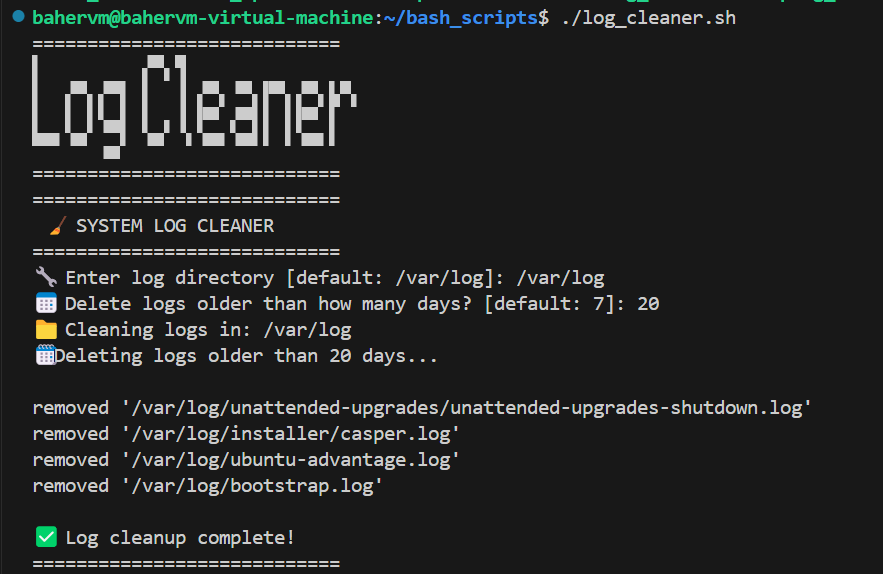 bahervm@bahervm-virtual-machine:~/bash_scripts$ ./log_cleaner.sh
============================
Log Cleaner
============================
============================
🧹 SYSTEM LOG CLEANER
============================
🔧 Enter log directory [default: /var/log]: /var/log
📅 Delete logs older than how many days? [default: 7]: 20
📁 Cleaning logs in: /var/log
🗓️Deleting logs older than 20 days...

removed '/var/log/unattended-upgrades/unattended-upgrades-shutdown.log'
removed '/var/log/installer/casper.log'
removed '/var/log/ubuntu-advantage.log'
removed '/var/log/bootstrap.log'

✅ Log cleanup complete!
============================